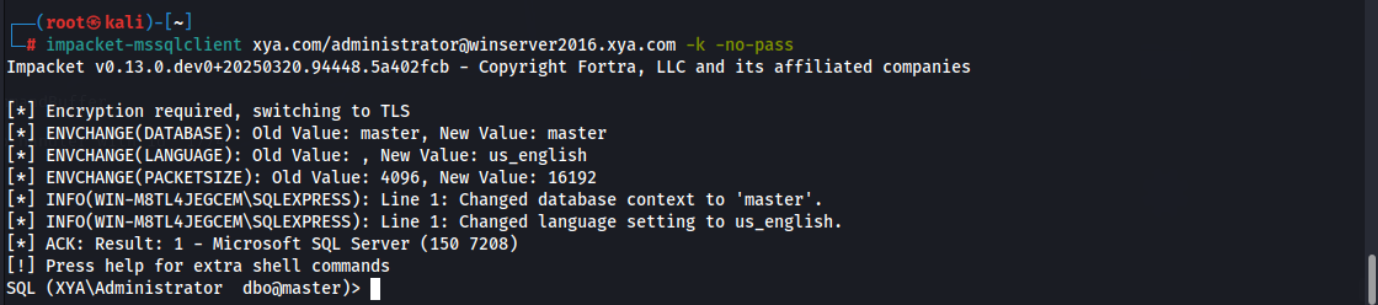 ┌──(root㉿kali)-[~]
└─# impacket-mssqlclient xya.com/administrator@winserver2016.xya.com -k -no-pass
Impacket v0.13.0.dev0+20250320.94448.5a402fcb - Copyright Fortra, LLC and its affiliated companies
[*] Encryption required, switching to TLS
[*] ENVCHANGE(DATABASE): Old Value: master, New Value: master
[*] ENVCHANGE(LANGUAGE): Old Value: , New Value: us_english
[*] ENVCHANGE(PACKETSIZE): Old Value: 4096, New Value: 16192
[*] INFO(WIN-M8TL4JEGCEM\SQLEXPRESS): Line 1: Changed database context to 'master'.
[*] INFO(WIN-M8TL4JEGCEM\SQLEXPRESS): Line 1: Changed language setting to us_english.
[*] ACK: Result: 1 - Microsoft SQL Server (150 7208)
[!] Press help for extra shell commands
SQL (XYA\Administrator  dbo@master)>